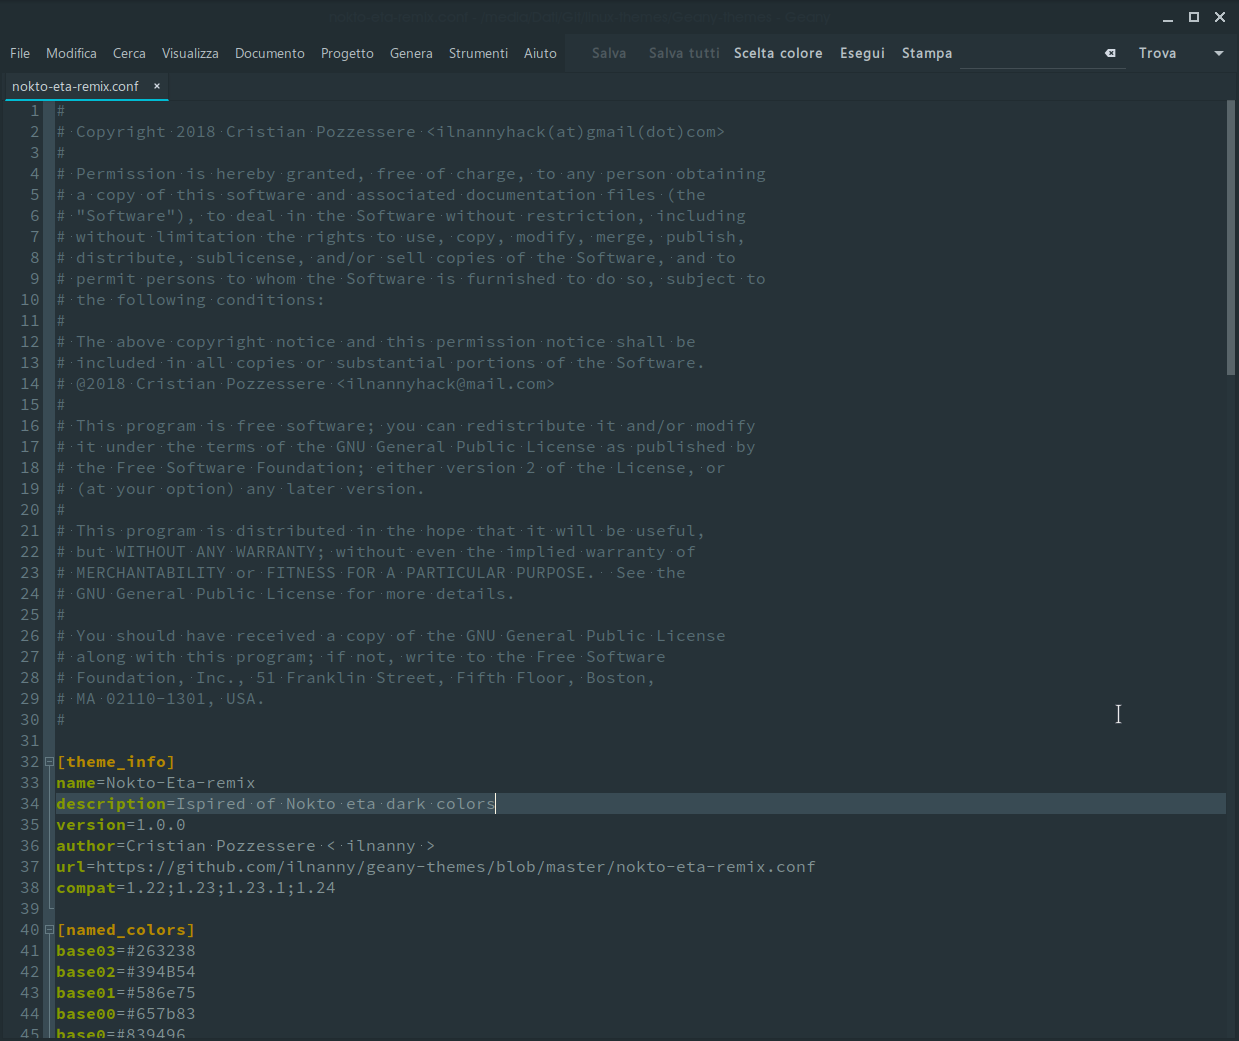 File Modifica Cerca Visualizza Documento Progetto Genera Strumenti Aiuto Salva Salva tutti Scelta colore Esegui Stampa Trova
nokto-eta-remix.conf ×
1 #
2 # Copyright 2018 Cristian Pozzessere <ilnannyhack(at)gmail(dot)com>
3 #
4 # Permission is hereby granted, free of charge, to any person obtaining
5 # a copy of this software and associated documentation files (the
6 # "Software"), to deal in the Software without restriction, including
7 # without limitation the rights to use, copy, modify, merge, publish,
8 # distribute, sublicense, and/or sell copies of the Software, and to
9 # permit persons to whom the Software is furnished to do so, subject to
10 # the following conditions:
11 #
12 # The above copyright notice and this permission notice shall be
13 # included in all copies or substantial portions of the Software.
14 # @2018 Cristian Pozzessere <ilnannyhack@mail.com>
15 #
16 # This program is free software; you can redistribute it and/or modify
17 # it under the terms of the GNU General Public License as published by
18 # the Free Software Foundation; either version 2 of the License, or
19 # (at your option) any later version.
20 #
21 # This program is distributed in the hope that it will be useful,
22 # but WITHOUT ANY WARRANTY; without even the implied warranty of
23 # MERCHANTABILITY or FITNESS FOR A PARTICULAR PURPOSE.  See the
24 # GNU General Public License for more details.
25 #
26 # You should have received a copy of the GNU General Public License
27 # along with this program; if not, write to the Free Software
28 # Foundation, Inc., 51 Franklin Street, Fifth Floor, Boston,
29 # MA 02110-1301, USA.
30 #
31
32 [theme_info]
33 name=Nokto-Eta-remix
34 description=Ispired of Nokto eta dark colors
35 version=1.0.0
36 author=Cristian Pozzessere < ilnanny >
37 url=https://github.com/ilnanny/geany-themes/blob/master/nokto-eta-remix.conf
38 compat=1.22;1.23;1.23.1;1.24
39
40 [named_colors]
41 base03=#263238
42 base02=#394B54
43 base01=#586e75
44 base00=#657b83
45 base0=#839496